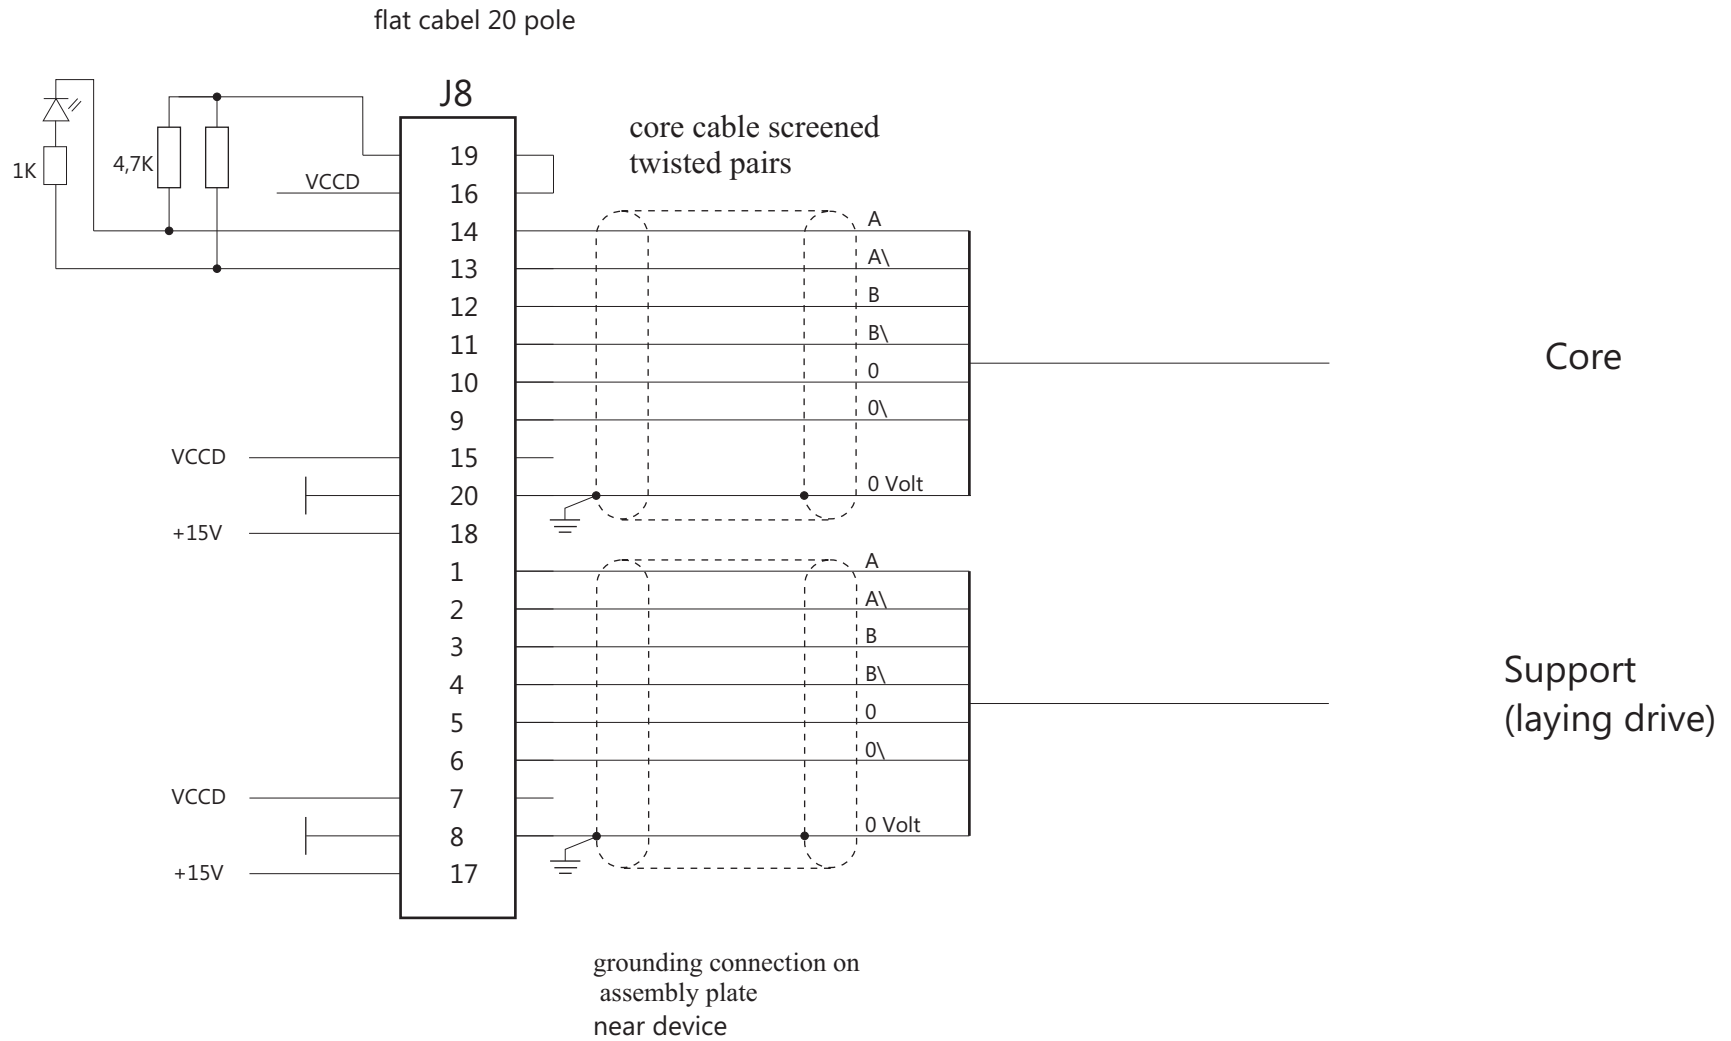 flat cabel 20 pole
J8
core cable screened
twisted pairs
1K
4,7K
19
VCCD
16
14
A
13
A\
12
B
11
B\
10
0
9
0\
Core
VCCD
15
20
0 Volt
+15V
18
1
A
2
A\
3
B
4
B\
5
0
6
0\
Support
(laying drive)
VCCD
7
8
0 Volt
+15V
17
grounding connection on
assembly plate
near device